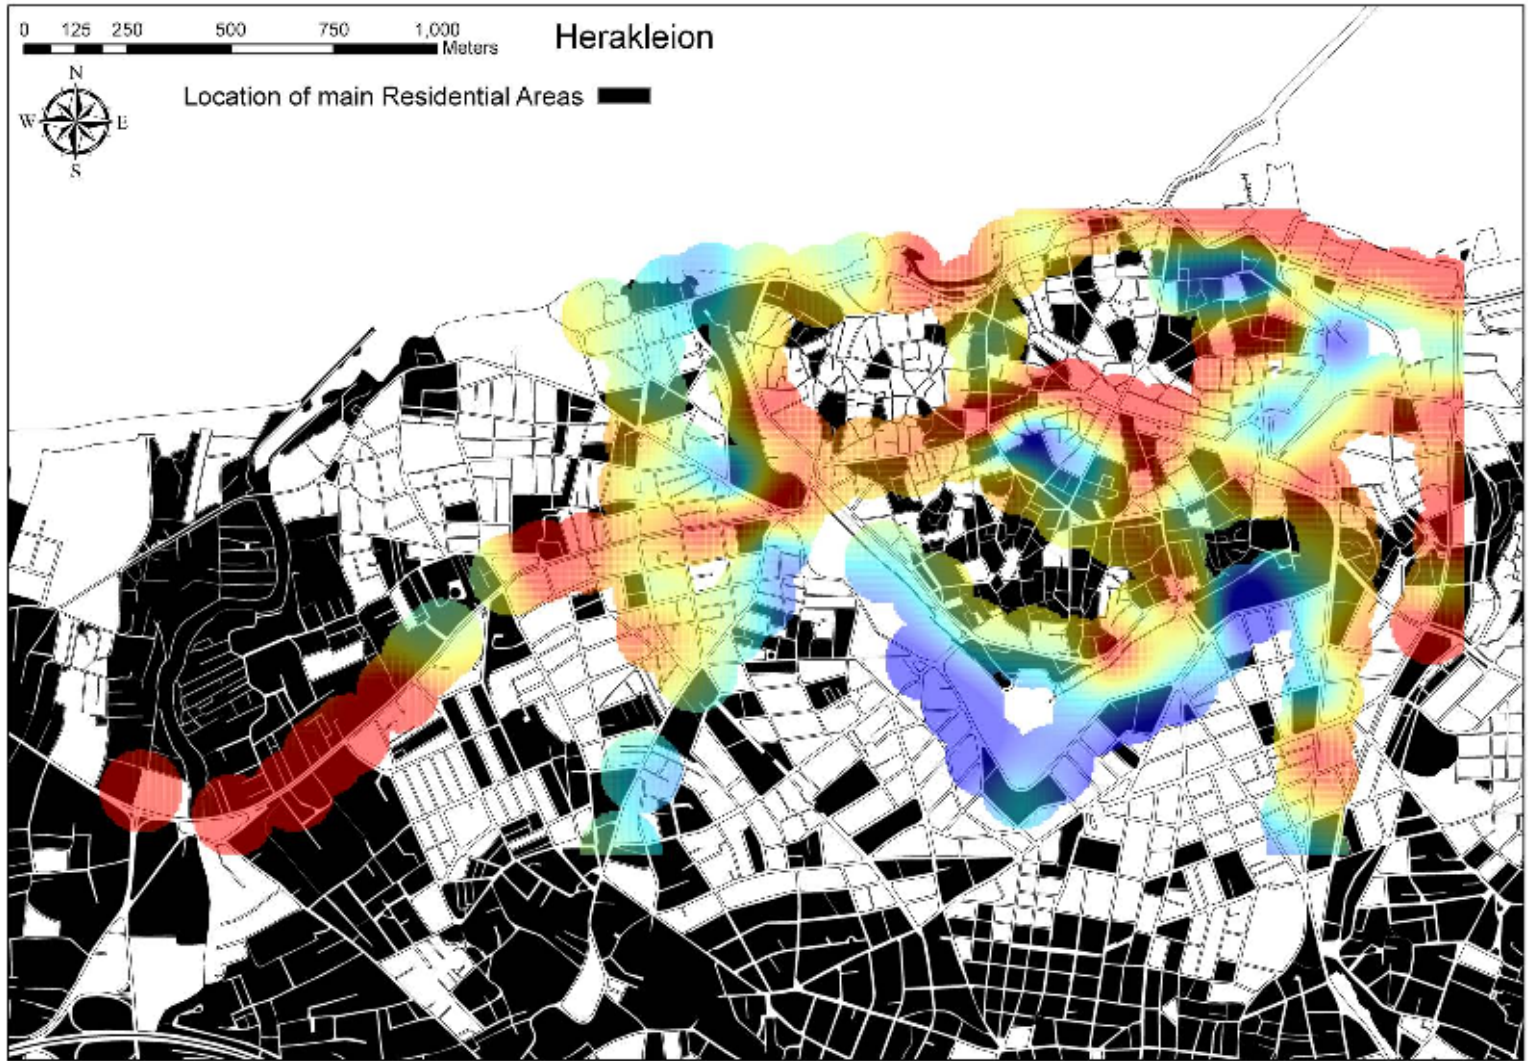 0 125 250 500 750 1,000
Meters
Herakleion
N
Location of main Residential Areas
W E
S